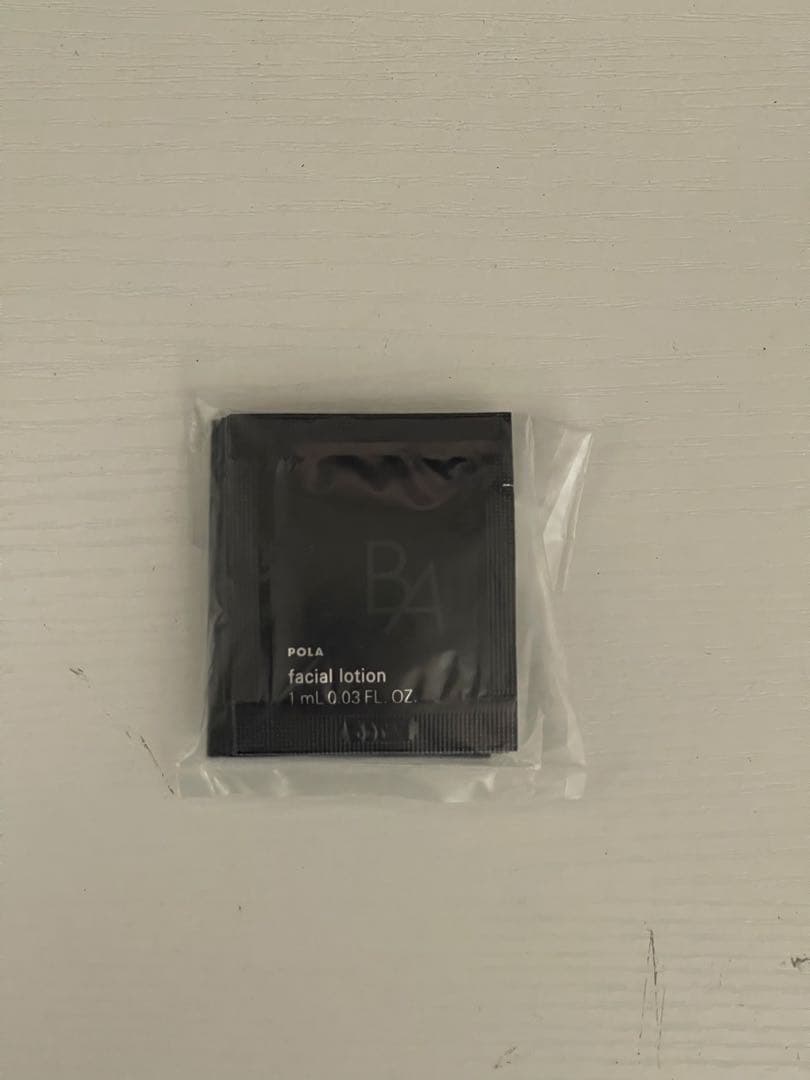 BA
POLA
facial lotion
1 mL 0.03 FL. OZ.